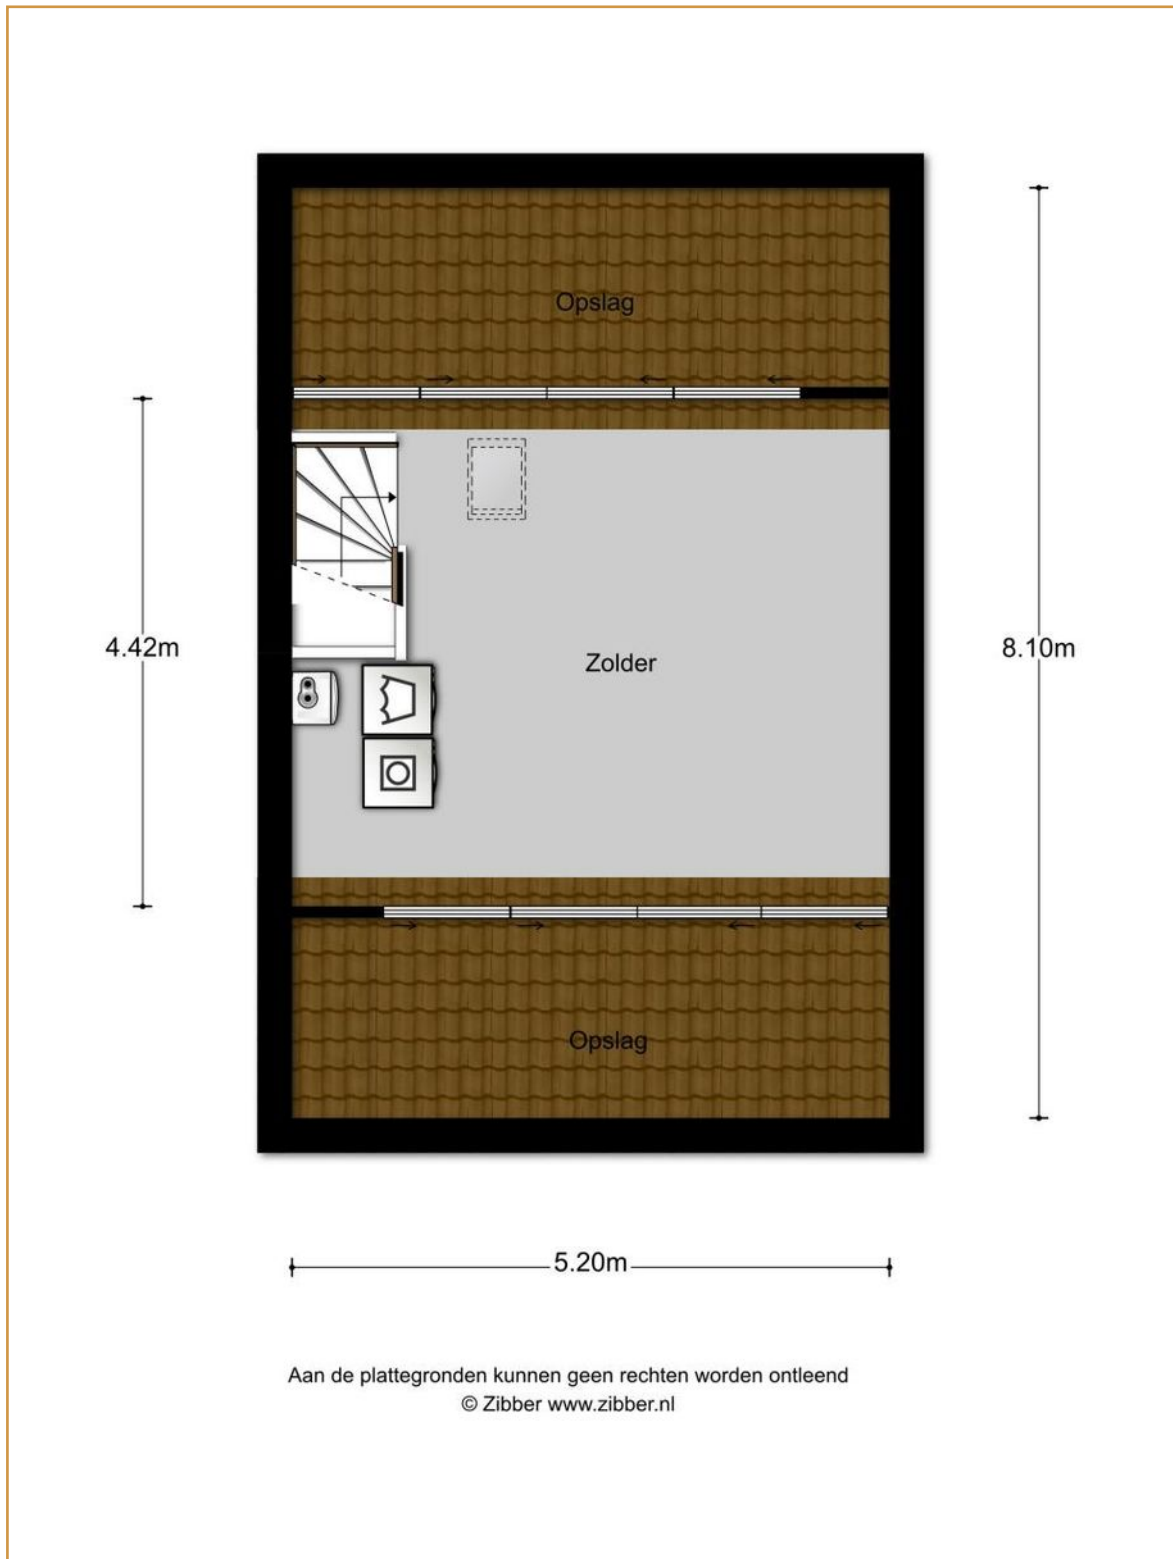 Opslag
4.42m
8.10m
Zolder
Opslag
5.20m
Aan de plattegronden kunnen geen rechten worden ontleend
© Zibber www.zibber.nl